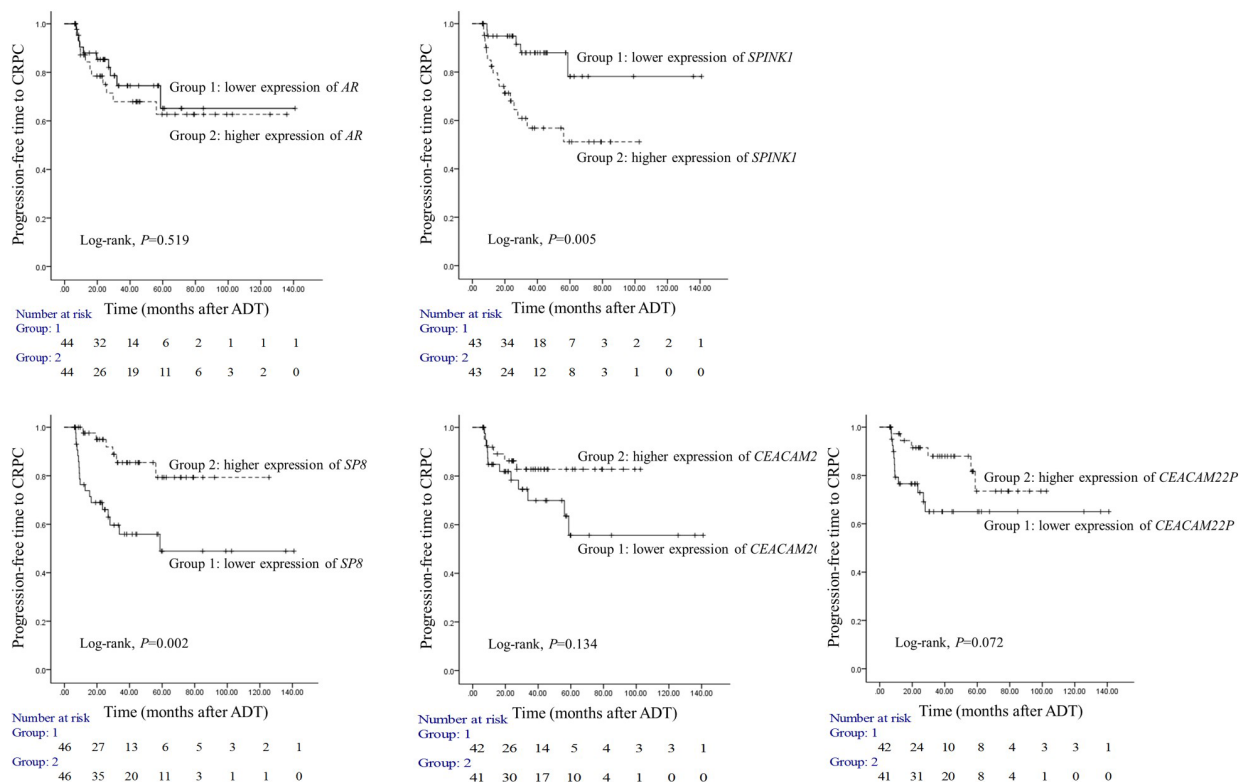 Progression-free time to CRPC
1.0
0.8
0.6
0.4
0.2
0.0
Group 1: lower expression of AR
Group 2: higher expression of AR
Log-rank, P=0.519
.00 20.00 40.00 60.00 80.00 100.00 120.00 140.00
Time (months after ADT)
Number at risk
Group: 1
44 32 14 6 2 1 1 1
Group: 2
44 26 19 11 6 3 2 0
Progression-free time to CRPC
1.0
0.8
0.6
0.4
0.2
0.0
Group 1: lower expression of SPINK1
Group 2: higher expression of SPINK1
Log-rank, P=0.005
.00 20.00 40.00 60.00 80.00 100.00 120.00 140.00
Time (months after ADT)
Number at risk
Group: 1
43 34 18 7 3 2 2 1
Group: 2
43 24 12 8 3 1 0 0
Progression-free time to CRPC
1.0
0.8
0.6
0.4
0.2
0.0
Group 2: higher expression of SP8
Group 1: lower expression of SP8
Log-rank, P=0.002
.00 20.00 40.00 60.00 80.00 100.00 120.00 140.00
Time (months after ADT)
Number at risk
Group: 1
46 27 13 6 5 3 2 1
Group: 2
46 35 20 11 3 1 1 0
Progression-free time to CRPC
1.0
0.8
0.6
0.4
0.2
0.0
Group 2: higher expression of CEACAM2
Group 1: lower expression of CEACAM2
Log-rank, P=0.134
.00 20.00 40.00 60.00 80.00 100.00 120.00 140.00
Time (months after ADT)
Number at risk
Group: 1
42 26 14 5 4 3 3 1
Group: 2
41 30 17 10 4 1 0 0
Progression-free time to CRPC
1.0
0.8
0.6
0.4
0.2
0.0
Group 2: higher expression of CEACAM22P
Group 1: lower expression of CEACAM22P
Log-rank, P=0.072
.00 20.00 40.00 60.00 80.00 100.00 120.00 140.00
Time (months after ADT)
Number at risk
Group: 1
42 24 10 8 4 3 3 1
Group: 2
41 31 20 8 4 1 0 0